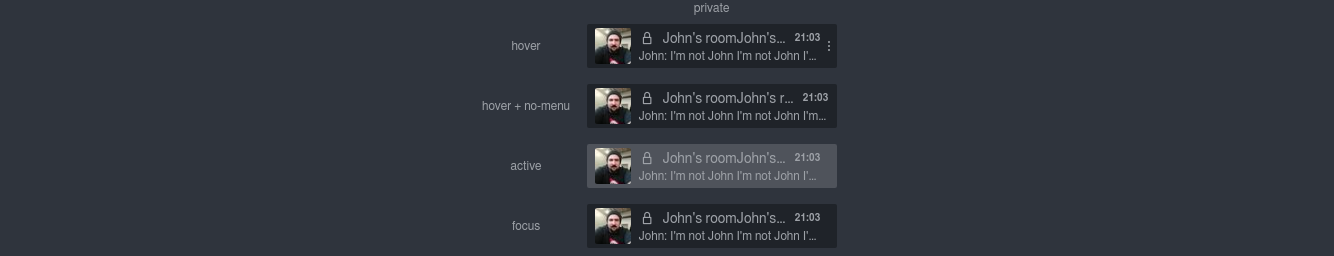 private
hover
John's roomJohn's... 21:03
John: I'm not John I'm not John I'...
hover + no-menu
John's roomJohn's r... 21:03
John: I'm not John I'm not John I'm...
active
John's roomJohn's... 21:03
John: I'm not John I'm not John I'...
focus
John's roomJohn's... 21:03
John: I'm not John I'm not John I'...